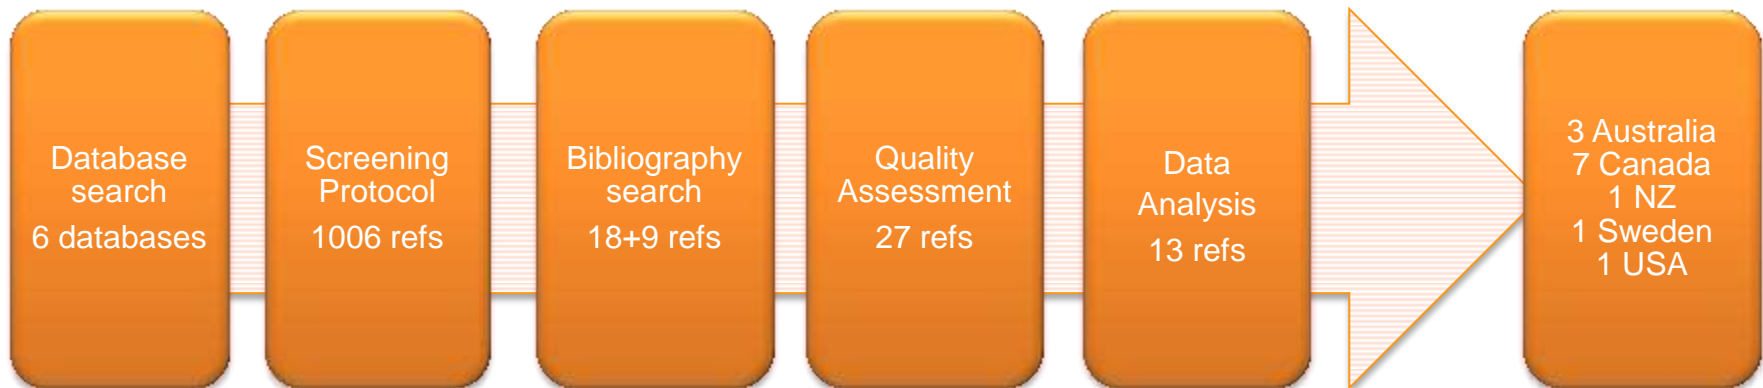 Database
search
6 databases
Screening
Protocol
1006 refs
Bibliography
search
18+9 refs
Quality
Assessment
27 refs
Data
Analysis
13 refs
3 Australia
7 Canada
1 NZ
1 Sweden
1 USA